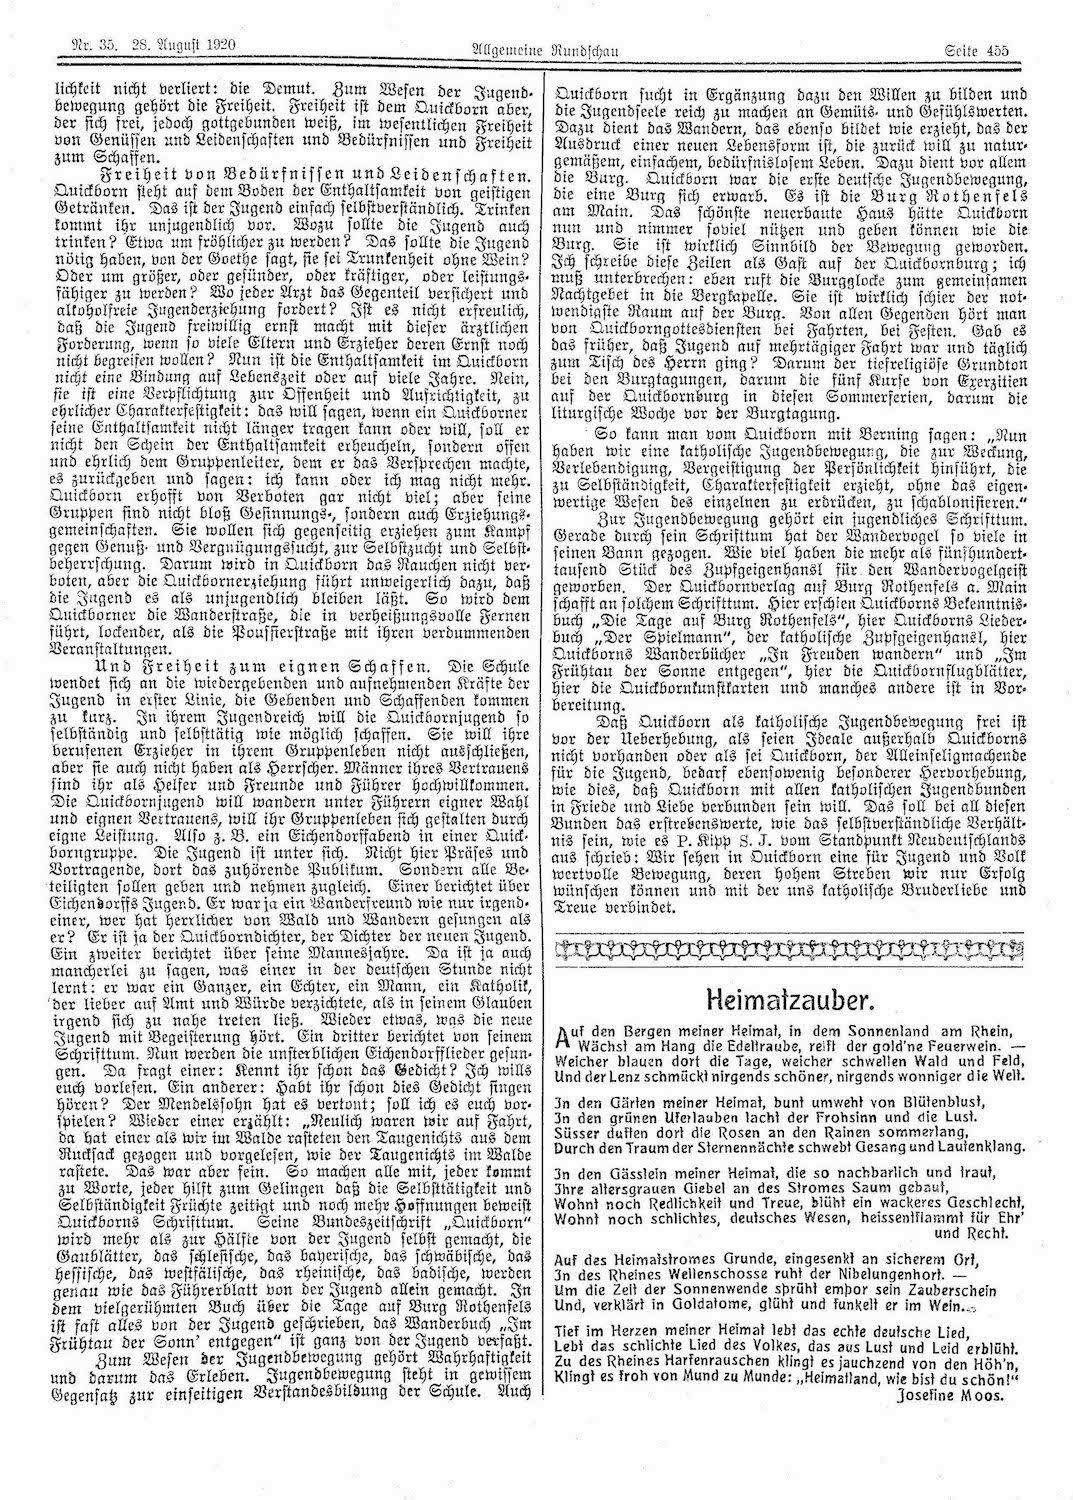 Nr. 35. 28. August 1920
Allgemeine Rundschau
Seite 455
lichkeit nicht verliert: die Demut. Zum Wesen der Jugend-
bewegung gehört die Freiheit. Freiheit ist dem Quickborn aber,
der sich frei, jedoch gottgebunden weiß, im wesentlichen Freiheit
von Genüssen und Leidenschaften und Bedürfnissen und Freiheit
zum Schaffen.
Freiheit von Bedürfnissen und Leidenschaften.
Quickborn steht auf dem Boden der Enthaltsamkeit von geistigen
Getränken. Das ist der Jugend einfach selbstverständlich. Trinken
kommt ihr unjugendlich vor. Wozu sollte die Jugend auch
trinken? Etwa um fröhlicher zu werden? Das sollte die Jugend
nötig haben, von der Goethe sagt, sie sei Trunkenheit ohne Wein?
Oder um größer, oder gesünder, oder kräftiger, oder leistungs-
fähiger zu werden? Wo jeder Arzt das Gegenteil versichert und
alkoholfreie Jugenderziehung fordert? Ist es nicht erfreulich,
daß die Jugend freiwillig ernst macht mit dieser ärztlichen
Forderung, wenn so viele Eltern und Erzieher deren Ernst noch
nicht begreifen wollen? Nun ist die Enthaltsamkeit im Quickborn
nicht eine Bindung auf Lebenszeit oder auf viele Jahre. Nein,
sie ist eine Verpflichtung zur Offenheit und Aufrichtigkeit, zu
ehrlicher Charakterfestigkeit: das will sagen, wenn ein Quickborner
seine Enthaltsamkeit nicht länger tragen kann oder will, soll er
nicht den Schein der Enthaltsamkeit erheucheln, sondern offen
und ehrlich dem Gruppenleiter, dem er das Versprechen machte,
es zurückgeben und sagen: ich kann oder ich mag nicht mehr.
Quickborn erhofft von Verboten gar nicht viel; aber seine
Gruppen sind nicht bloß Gesinnungs-, sondern auch Erziehungs-
gemeinschaften. Sie wollen sich gegenseitig erziehen zum Kampf
gegen Genuß- und Vergnügungssucht, zur Selbstzucht und Selbst-
beherrschung. Darum wird in Quickborn das Rauchen nicht ver-
boten, aber die Quickbornerziehung führt unweigerlich dazu, daß
die Jugend es als unjugendlich bleiben läßt. So wird dem
Quickborner die Wanderstraße, die in verheißungsvolle Fernen
führt, lockender, als die Poussierstraße mit ihren verdummenden
Veranstaltungen.
Und Freiheit zum eignen Schaffen. Die Schule
wendet sich an die wiedergebenden und aufnehmenden Kräfte der
Jugend in erster Linie, die Gebenden und Schaffenden kommen
zu kurz. In ihrem Jugendreich will die Quickbornjugend so
selbständig und selbsttätig wie möglich schaffen. Sie will ihre
berufenen Erzieher in ihrem Gruppenleben nicht ausschließen,
aber sie auch nicht haben als Herrscher. Männer ihres Vertrauens
sind ihr als Helfer und Freunde und Führer hochwillkommen.
Die Quickbornjugend will wandern unter Führern eigner Wahl
und eignen Vertrauens, will ihr Gruppenleben sich gestalten durch
eigne Leistung. Also z. B. ein Eichendorffabend in einer Quick-
borngruppe. Die Jugend ist unter sich. Nicht hier Präses und
Vortragende, dort das zuhörende Publikum. Sondern alle Be-
teiligten sollen geben und nehmen zugleich. Einer berichtet über
Eichendorffs Jugend. Er war ja ein Wanderfreund wie nur irgend-
einer, wer hat herrlicher von Wald und Wandern gesungen als
er? Er ist ja der Quickborndichter, der Dichter der neuen Jugend.
Ein zweiter berichtet über seine Mannesjahre. Da ist ja auch
mancherlei zu sagen, was einer in der deutschen Stunde nicht
lernt: er war ein Ganzer, ein Echter, ein Mann, ein Katholik,
der lieber auf Amt und Würde verzichtete, als in seinem Glauben
irgend sich zu nahe treten ließ. Wieder etwas, was die neue
Jugend mit Begeisterung hört. Ein dritter berichtet von seinem
Schrifttum. Nun werden die unsterblichen Eichendorfflieder gesun-
gen. Da fragt einer: Kennt ihr schon das Gedicht? Ich wills
euch vorlesen. Ein anderer: Habt ihr schon dies Gedicht singen
hören? Der Mendelssohn hat es vertont; soll ich es euch vor-
spielen? Wieder einer erzählt: „Neulich waren wir auf Fahrt,
da hat einer als wir im Walde rasteten den Taugenichts aus dem
Rucksack gezogen und vorgelesen, wie der Taugenichts im Walde
rastete. Das war aber fein. So machen alle mit, jeder kommt
zu Worte, jeder hilft zum Gelingen daß die Selbsttätigkeit und
Selbständigkeit Früchte zeitigt und noch mehr Hoffnungen beweist
Quickborns Schrifttum. Seine Bundeszeitschrift „Quickborn“
wird mehr als zur Hälfte von der Jugend selbst gemacht, die
Gaublätter, das schlesische, das bayerische, das schwäbische, das
hessische, das westfälische, das rheinische, das badische, werden
genau wie das Führerblatt von der Jugend allein gemacht. In
dem vielgerühmten Buch über die Tage auf Burg Rothenfels
ist fast alles von der Jugend geschrieben, das Wanderbuch „Im
Frühtau der Sonn' entgegen“ ist ganz von der Jugend verfaßt.
Zum Wesen der Jugendbewegung gehört Wahrhaftigkeit
und darum das Erleben. Jugendbewegung steht in gewissem
Gegensatz zur einseitigen Verstandesbildung der Schule. Auch
Quickborn sucht in Ergänzung dazu den Willen zu bilden und
die Jugendseele reich zu machen an Gemüts- und Gefühlswerten.
Dazu dient das Wandern, das ebenso bildet wie erzieht, das der
Ausdruck einer neuen Lebensform ist, die zurück will zu natur-
gemäßem, einfachem, bedürfnislosem Leben. Dazu dient vor allem
die Burg. Quickborn war die erste deutsche Jugendbewegung,
die eine Burg sich erwarb. Es ist die Burg Rothenfels
am Main. Das schönste neuerbaute Haus hätte Quickborn
nun und nimmer soviel nützen und geben können wie die
Burg. Sie ist wirklich Sinnbild der Bewegung geworden.
Ich schreibe diese Zeilen als Gast auf der Quickbornburg; ich
muß unterbrechen: eben ruft die Burgglocke zum gemeinsamen
Nachtgebet in die Bergkapelle. Sie ist wirklich schier der not-
wendigste Raum auf der Burg. Von allen Gegenden hört man
von Quickborngottesdiensten bei Fahrten, bei Festen. Gab es
das früher, daß Jugend auf mehrtägiger Fahrt war und täglich
zum Tisch des Herrn ging? Darum der tiefreligiöse Grundton
bei den Burgtagungen, darum die fünf Kurse von Exerzitien
auf der Quickbornburg in diesen Sommerferien, darum die
liturgische Woche vor der Burgtagung.
So kann man vom Quickborn mit Berning sagen: „Nun
haben wir eine katholische Jugendbewegung, die zur Weckung,
Verlebendigung, Vergeistigung der Persönlichkeit hinführt, die
zu Selbständigkeit, Charakterfestigkeit erzieht, ohne das eigen-
wertige Wesen des einzelnen zu erdrücken, zu schablonisieren.“
Zur Jugendbewegung gehört ein jugendliches Schrifttum.
Gerade durch sein Schrifttum hat der Wandervogel so viele in
seinen Bann gezogen. Wie viel haben die mehr als fünfhundert-
tausend Stück des Zupfgeigenhansl für den Wandervogelgeist
geworben. Der Quickbornverlag auf Burg Rothenfels a. Main
schafft an solchem Schrifttum. Hier erschien Quickborns Bekenntnis-
buch „Die Tage auf Burg Rothenfels“, hier Quickborns Lieder-
buch „Der Spielmann“, der katholische Zupfgeigenhansl, hier
Quickborns Wanderbücher „In Freuden wandern“ und „Im
Frühtau der Sonne entgegen“, hier die Quickbornflugblätter,
hier die Quickbornkunstkarten und manches andere ist in Vor-
bereitung.
Daß Quickborn als katholische Jugendbewegung frei ist
vor der Ueberhebung, als seien Ideale außerhalb Quickborns
nicht vorhanden oder als sei Quickborn, der Alleinseligmachende
für die Jugend, bedarf ebensowenig besonderer Hervorhebung,
wie dies, daß Quickborn mit allen katholischen Jugendbunden
in Friede und Liebe verbunden sein will. Das soll bei all diesen
Bunden das erstrebenswerte, wie das selbstverständliche Verhält-
nis sein, wie es P. Kipp S. J. vom Standpunkt Neudeutschlands
aus schrieb: Wir sehen in Quickborn eine für Jugend und Volk
wertvolle Bewegung, deren hohem Streben wir nur Erfolg
wünschen können und mit der uns katholische Bruderliebe und
Treue verbindet.
Heimatzauber.
Auf den Bergen meiner Heimat, in dem Sonnenland am Rhein,
Wächst am Hang die Edeltraube, reift der gold'ne Feuerwein. —
Weicher blauen dort die Tage, weicher schwellen Wald und Feld,
Und der Lenz schmückt nirgends schöner, nirgends wonniger die Welt.
In den Gärten meiner Heimat, bunt umweht von Blütenblust,
In den grünen Uferlauben lacht der Frohsinn und die Lust.
Süsser duften dort die Rosen an den Rainen sommerlang,
Durch den Traum der Sternennächte schwebt Gesang und Lautenklang.
In den Gässlein meiner Heimat, die so nachbarlich und traut,
Ihre altersgrauen Giebel an des Stromes Saum gebaut,
Wohnt noch Redlichkeit und Treue, blüht ein wackeres Geschlecht,
Wohnt noch schlichtes, deutsches Wesen, heissentflammt für Ehr'
und Recht.
Auf des Heimatstromes Grunde, eingesenkt an sicherem Ort,
In des Rheines Wellenschosse ruht der Nibelungenhort. —
Um die Zeit der Sonnenwende sprüht empor sein Zauberschein
Und, verklärt in Goldatome, glüht und funkelt er im Wein...
Tief im Herzen meiner Heimat lebt das echte deutsche Lied,
Lebt das schlichte Lied des Volkes, das aus Lust und Leid erblüht.
Zu des Rheines Harfenrauschen klingt es jauchzend von den Höh'n,
Klingt es froh von Mund zu Munde: „Heimatland, wie bist du schön!“
Josefine Moos.